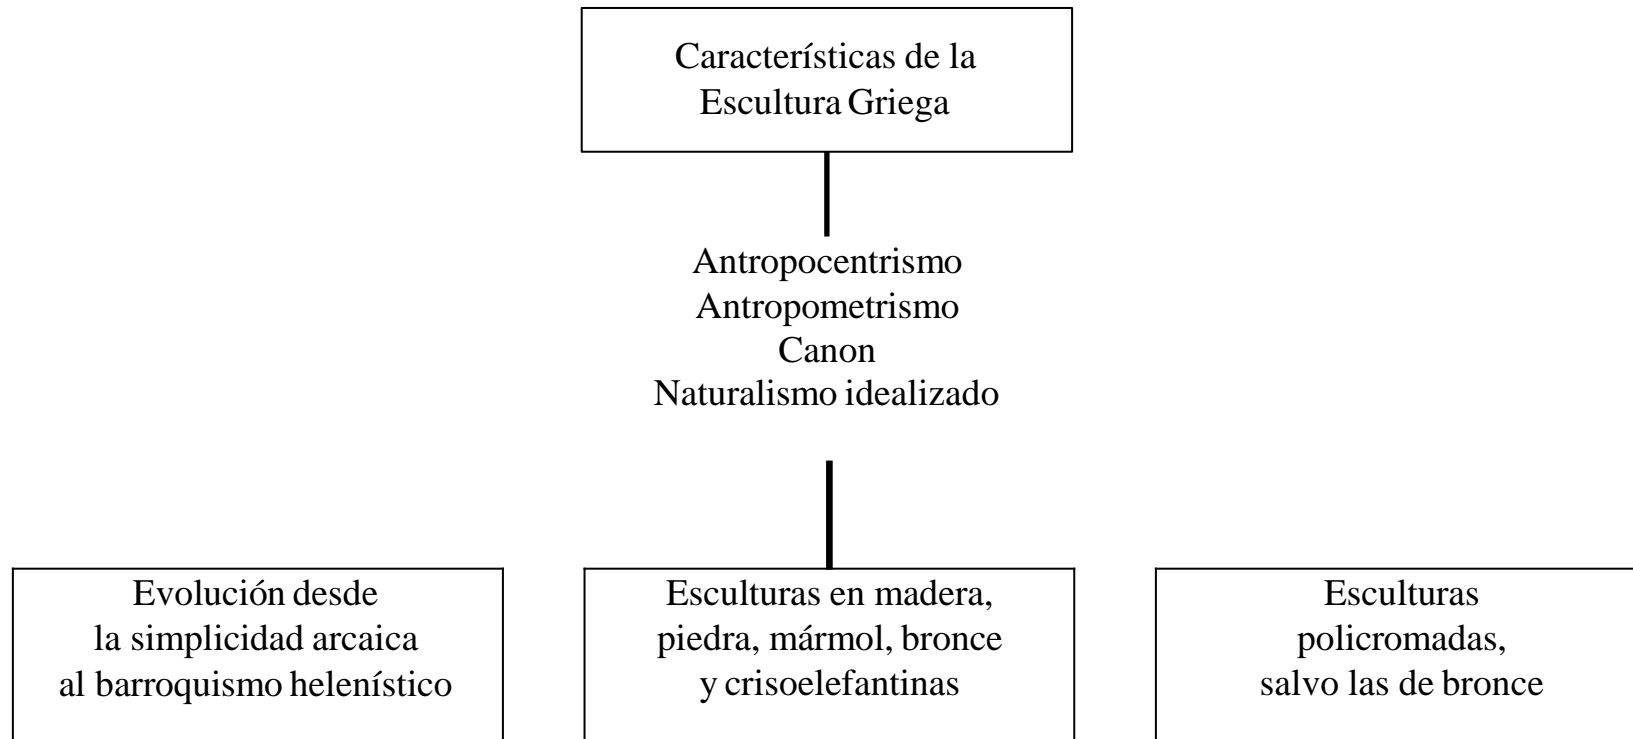 Características de la
Escultura Griega
Antropocentrismo
Antropometrismo
Canon
Naturalismo idealizado
Evolución desde
la simplicidad arcaica
al barroquismo helenístico
Esculturas en madera,
piedra, mármol, bronce
y crisoelefantinas
Esculturas
policromadas,
salvo las de bronce